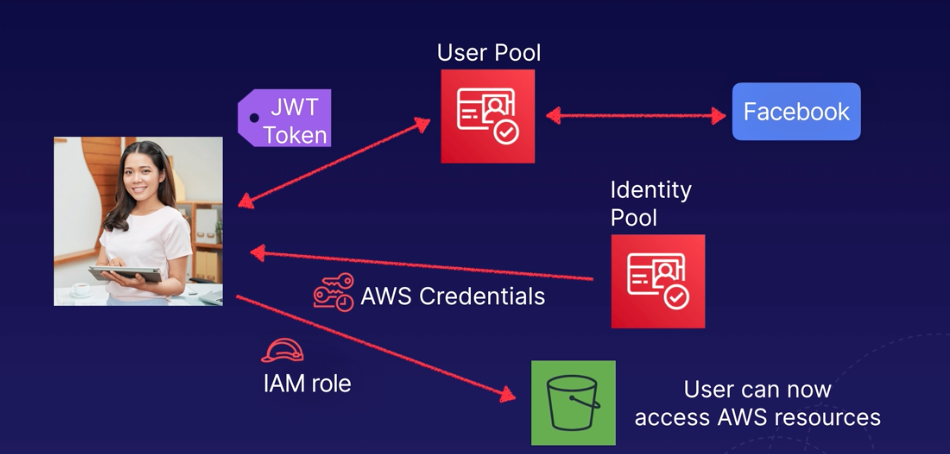 User Pool
JWT
Token
Facebook
Identity
Pool
AWS Credentials
IAM role
User can now
access AWS resources